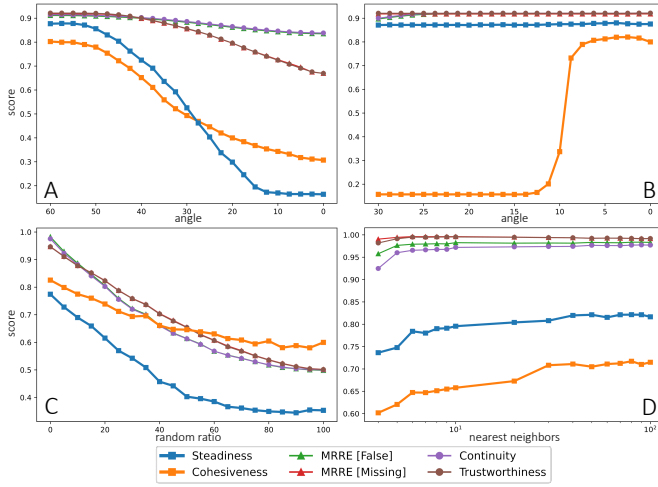 0.9 0.8 0.7 0.6 0.5 0.4 0.3 0.2
score
A
60 50 40 30 20 10 0
angle
0.9 0.8 0.7 0.6 0.5 0.4 0.3 0.2
B
30 25 20 15 10 5 0
angle
1.0 0.9 0.8 0.7 0.6 0.5 0.4
score
C
0 20 40 60 80 100
random ratio
1.00 0.95 0.90 0.85 0.80 0.75 0.70 0.65 0.60
D
10¹ 10²
nearest neighbors
Steadiness MRRE [False] Continuity
Cohesiveness MRRE [Missing] Trustworthiness